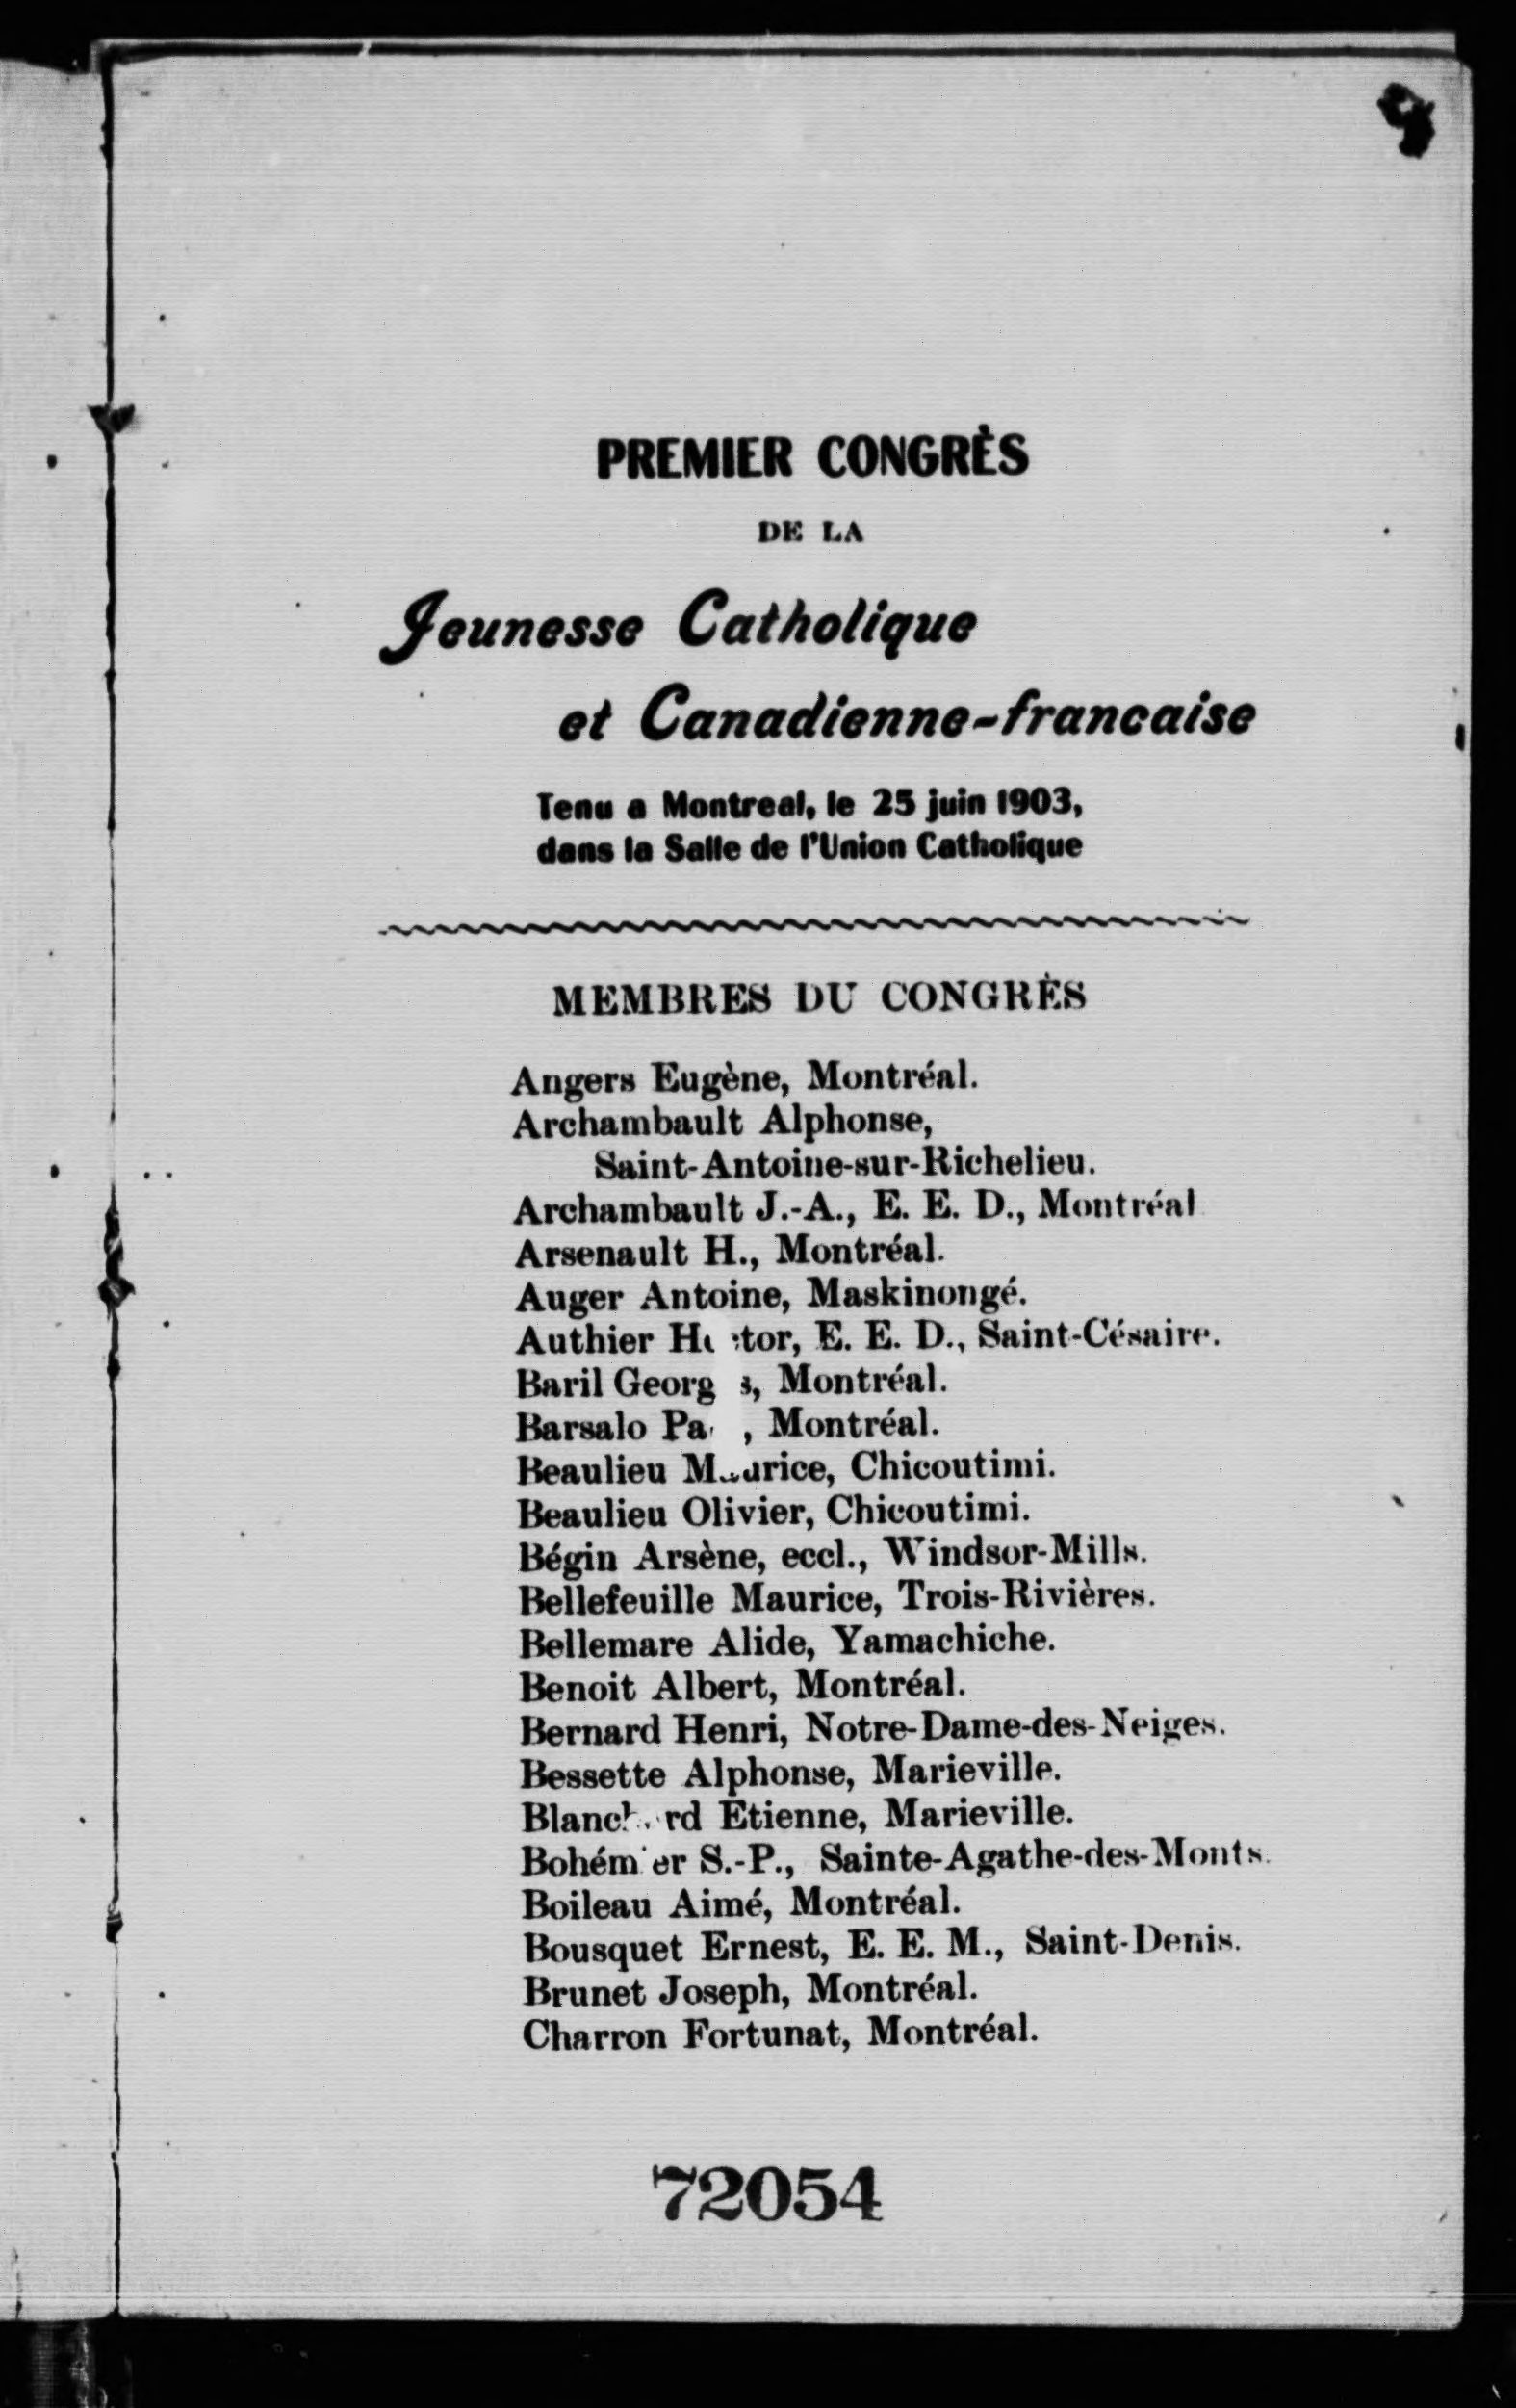 PREMIER CONGRÈS
DE LA
Jeunesse Catholique
et Canadienne-francaise
Tenu a Montreal, le 25 juin 1903,
dans la Salle de l'Union Catholique
MEMBRES DU CONGRÈS
Angers Eugène, Montréal.
Archambault Alphonse,
Saint-Antoine-sur-Richelieu.
Archambault J.-A., E. E. D., Montréal
Arsenault H., Montréal.
Auger Antoine, Maskinongé.
Authier Hector, E. E. D., Saint-Césaire.
Baril Georges, Montréal.
Barsalo , Montréal.
Beaulieu Maurice, Chicoutimi.
Beaulieu Olivier, Chicoutimi.
Bégin Arsène, eccl., Windsor-Mills.
Bellefeuille Maurice, Trois-Rivières.
Bellemare Alide, Yamachiche.
Benoit Albert, Montréal.
Bernard Henri, Notre-Dame-des-Neiges.
Bessette Alphonse, Marieville.
Blanchard Etienne, Marieville.
Bohémier S.-P., Sainte-Agathe-des-Monts.
Boileau Aimé, Montréal.
Bousquet Ernest, E. E. M., Saint-Denis.
Brunet Joseph, Montréal.
Charron Fortunat, Montréal.
72054